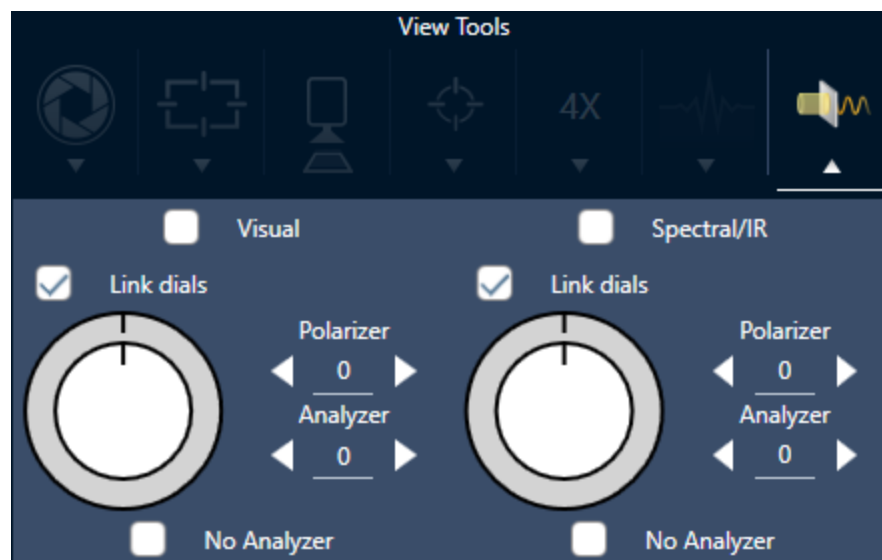 View Tools
4X
Visual
Spectral/IR
Link dials
Link dials
Polarizer
0
Analyzer
0
Polarizer
0
Analyzer
0
No Analyzer
No Analyzer